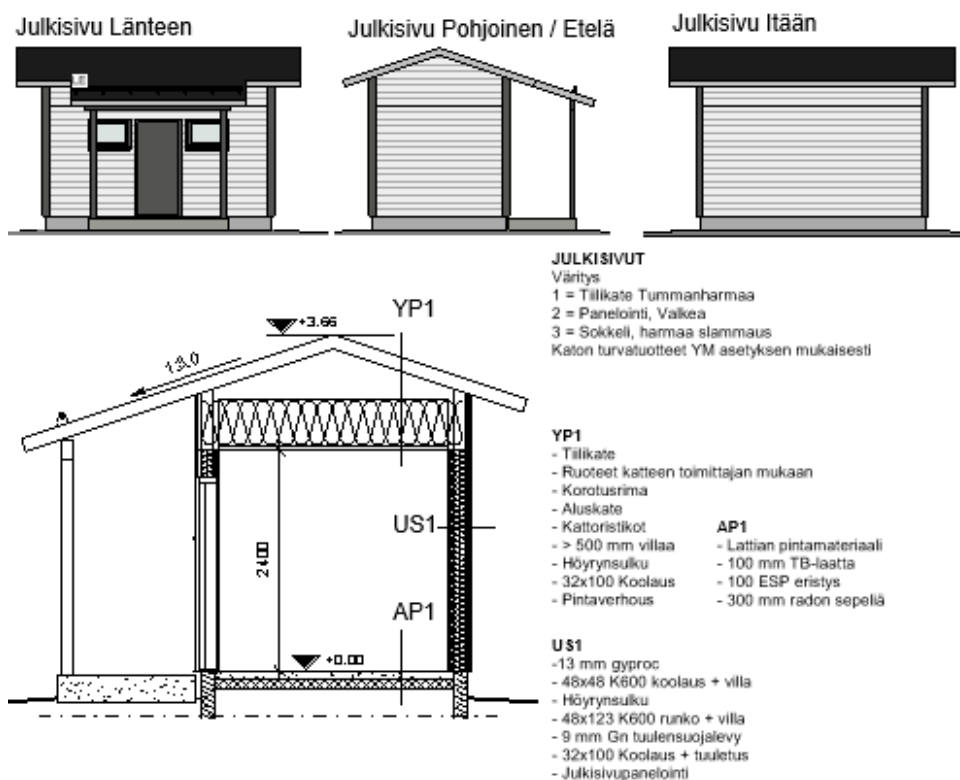 Julkisivu Länteen
Julkisivu Pohjoinen / Etelä
Julkisivu Itään
JULKISIVUT
Väritys
1 = Tiilikate Tummanharmaa
2 = Panelointi, Valkea
3 = Sokkeli, harmaa slammaus
Katon turvatuotteet YM asetyksen mukaisesti
YP1
+3.66
US1
2400
AP1
+0.00
YP1
- Tiilikate
- Ruoteet katteen toimittajan mukaan
- Korotusrima
- Aluskate
- Kattoristikot
- > 500 mm villaa
- Höyrynsulku
- 32x100 Koolaus
- Pintaverhous
AP1
- Lattian pintamateriaali
- 100 mm TB-laatta
- 100 ESP eristys
- 300 mm radon sepeliä
US1
-13 mm gyproc
- 48x48 K600 koolaus + villa
- Höyrynsulku
- 48x123 K600 runko + villa
- 9 mm Gn tuulensuojalevy
- 32x100 Koolaus + tuuletus
- Julkisivupanelointi